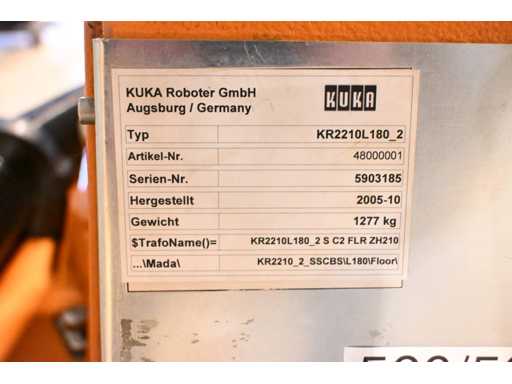 KUKA Roboter GmbH
Augsburg / Germany
KUKA
Typ KR2210L180_2
Artikel-Nr. 48000001
Serien-Nr. 5903185
Hergestellt 2005-10
Gewicht 1277 kg
$TrafoName()= KR2210L180_2 S C2 FLR ZH210
...\Mada\ KR2210_2_SSCBS\L180\Floor\